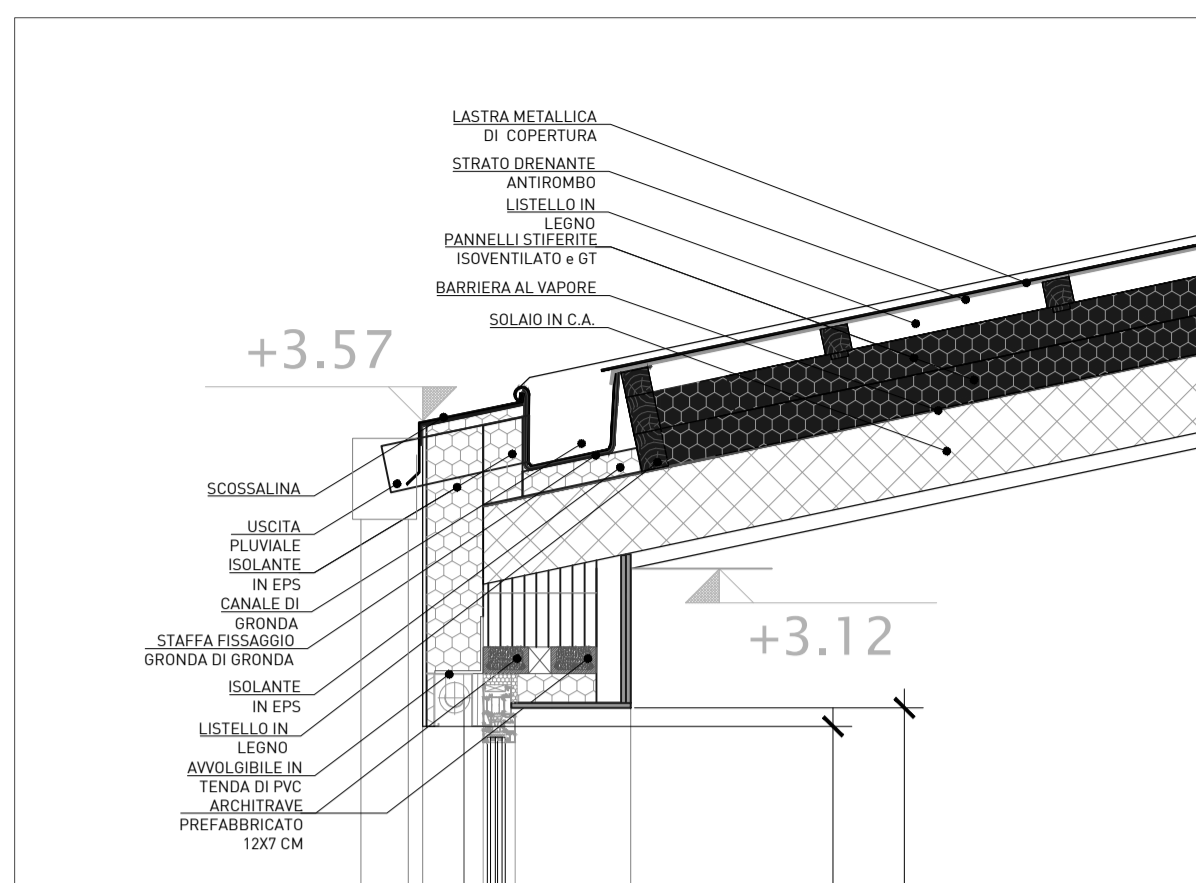 LASTRA METALLICA
DI COPERTURA
STRATO DRENANTE
ANTIROMBO
LISTELLO IN
LEGNO
PANNELLI STIFERITE
ISOVENTILATO e GT
BARRIERA AL VAPORE
SOLAIO IN C.A.
+3.57
SCOSSALINA
USCITA
PLUVIALE
ISOLANTE
IN EPS
CANALE DI
GRONDA
STAFFA FISSAGGIO
GRONDA DI GRONDA
+3.12
ISOLANTE
IN EPS
LISTELLO IN
LEGNO
AVVOLGIBILE IN
TENDA DI PVC
ARCHITRAVE
PREFABBRICATO
12X7 CM